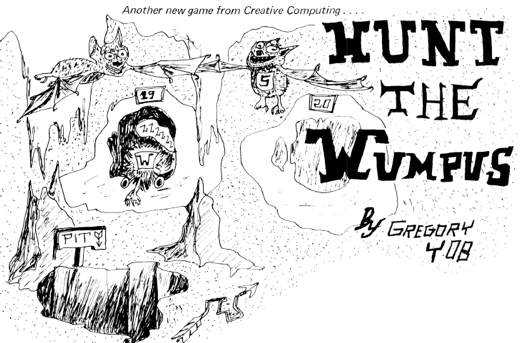 Another new game from Creative Computing . . . .
HUNT
THE
WUMPUS
By GREGORY
YOB
19
20
S
ZZZZ
W
PIT